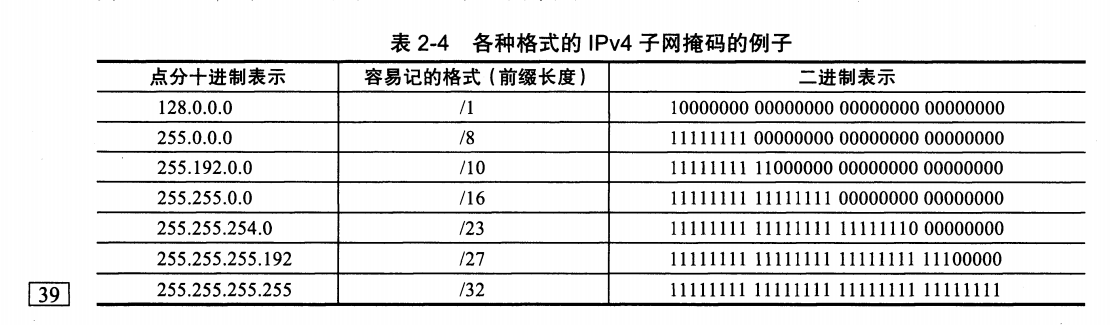 表 2-4 各种格式的 IPv4 子网掩码的例子
点分十进制表示 容易记的格式（前缀长度） 二进制表示
128.0.0.0 /1 10000000 00000000 00000000 00000000
255.0.0.0 /8 11111111 00000000 00000000 00000000
255.192.0.0 /10 11111111 11000000 00000000 00000000
255.255.0.0 /16 11111111 11111111 00000000 00000000
255.255.254.0 /23 11111111 11111111 11111110 00000000
255.255.255.192 /27 11111111 11111111 11111111 11100000
39 255.255.255.255 /32 11111111 11111111 11111111 11111111